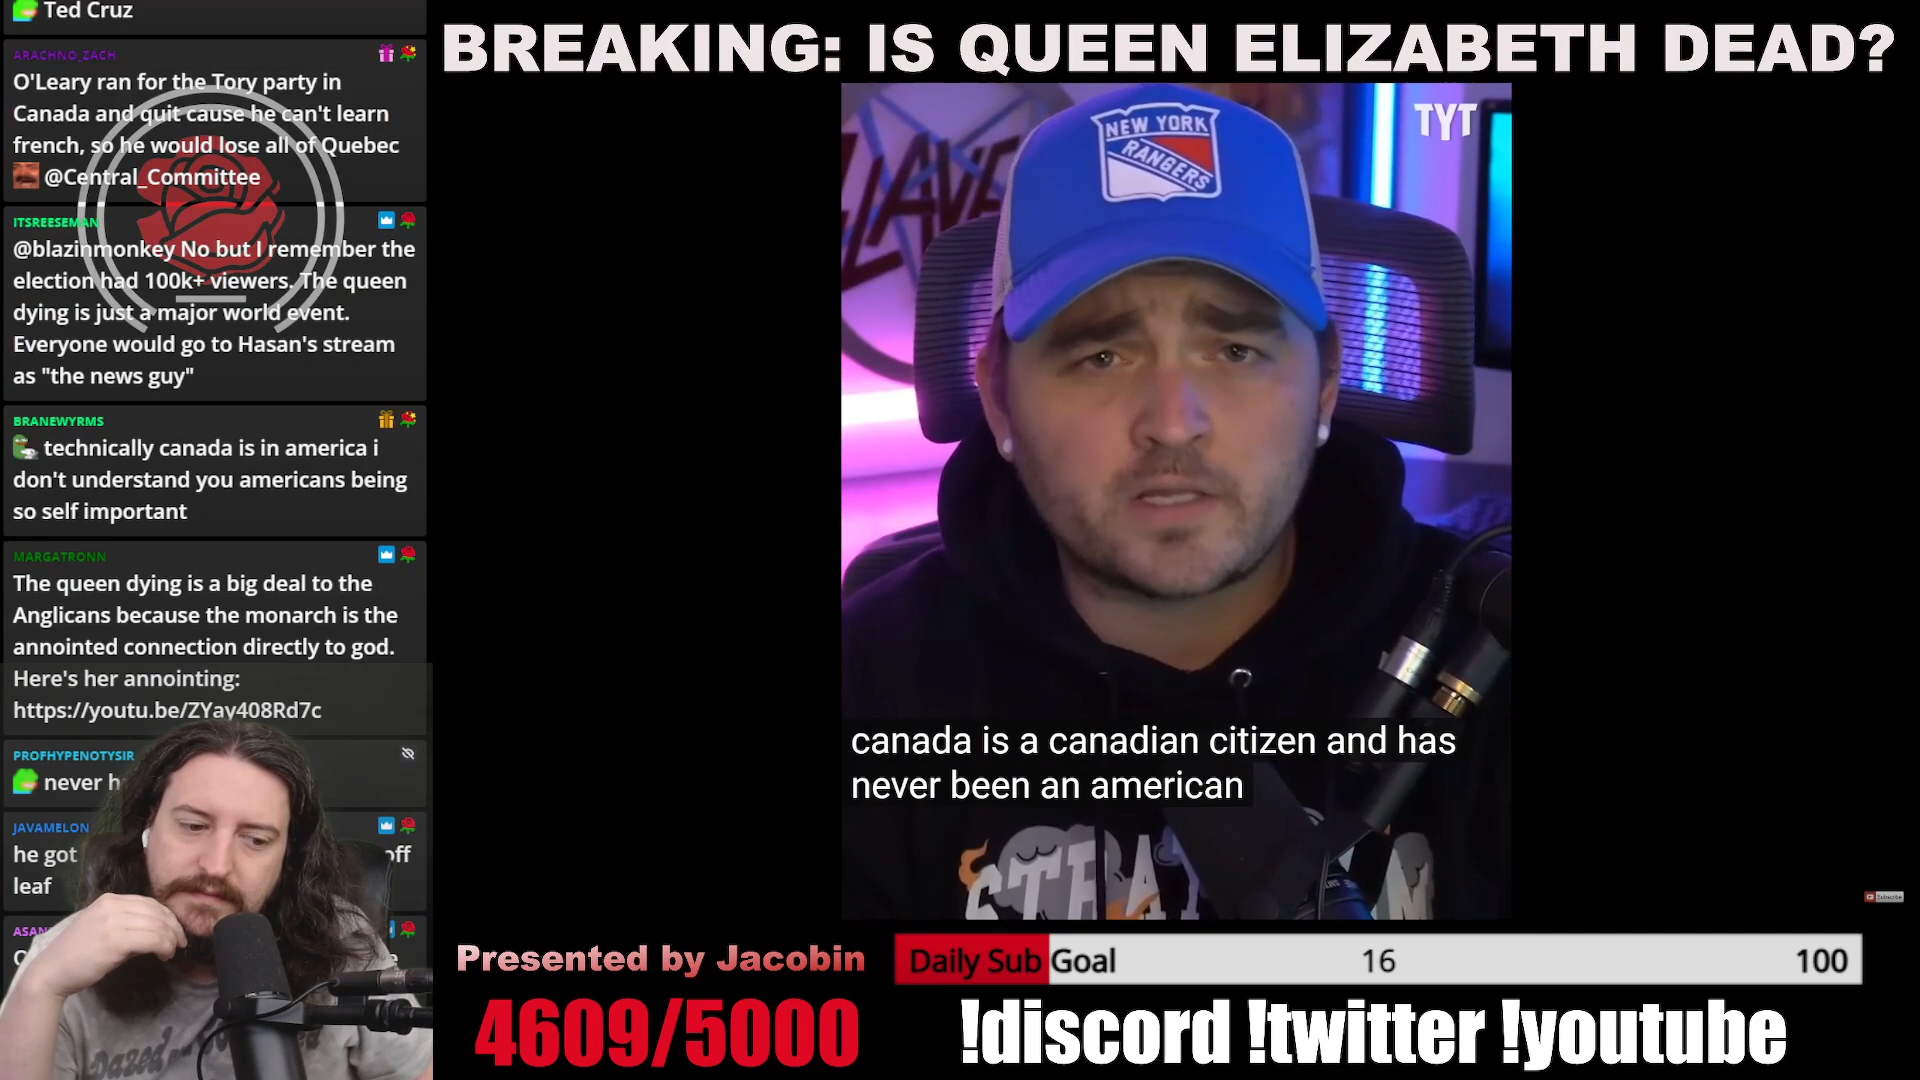 Ted Cruz
ARACHNO_ZACH
O'Leary ran for the Tory party in
Canada and quit cause he can't learn
french, so he would lose all of Quebec
@Central_Committee
ITSREESEMAN
@blazinmonkey No but I remember the
election had 100k+ viewers. The queen
dying is just a major world event.
Everyone would go to Hasan's stream
as "the news guy"
BRANEWYRMS
technically canada is in america i
don't understand you americans being
so self important
MARGATRONN
The queen dying is a big deal to the
Anglicans because the monarch is the
annointed connection directly to god.
Here's her annointing:
https://youtu.be/ZYay408Rd7c
PROFHYPENOTYSIR
never h
JAVAMELON
he got off
leaf
ASAN
BREAKING: IS QUEEN ELIZABETH DEAD?
TYT
NEW YORK
RANGERS
canada is a canadian citizen and has
never been an american
Subscribe
Presented by Jacobin
Daily Sub Goal 16 100
4609/5000
!discord !twitter !youtube